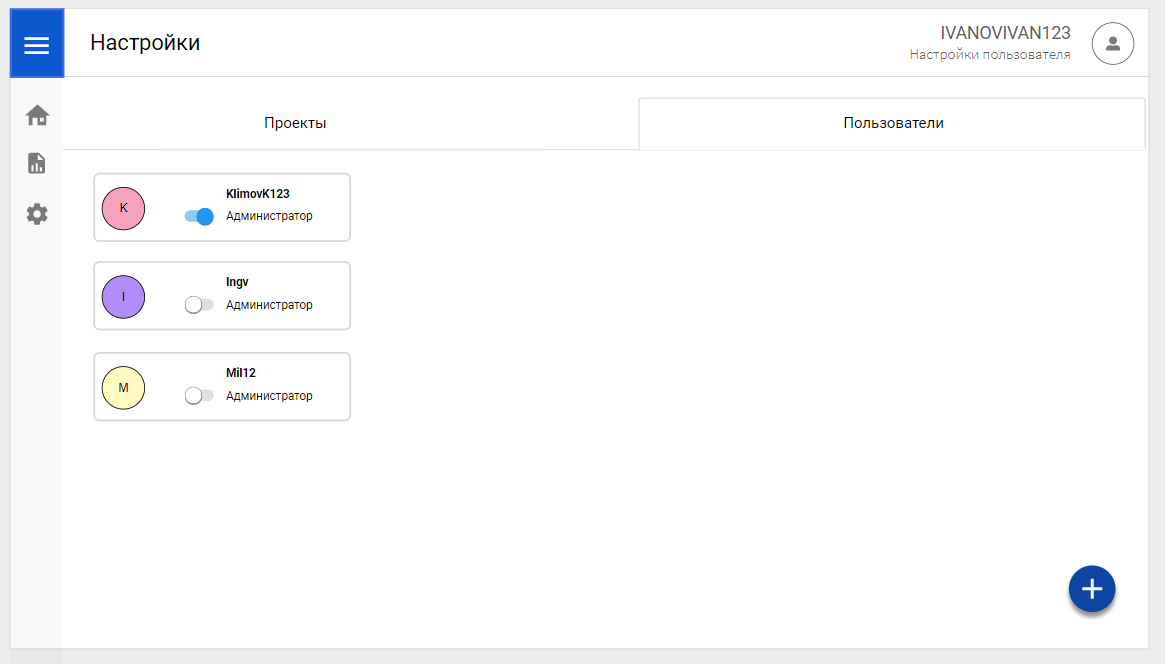 Настройки
IVANOVIVAN123
Настройки пользователя
Проекты
Пользователи
K
KlimovK123
Администратор
I
Ingv
Администратор
M
Mil12
Администратор